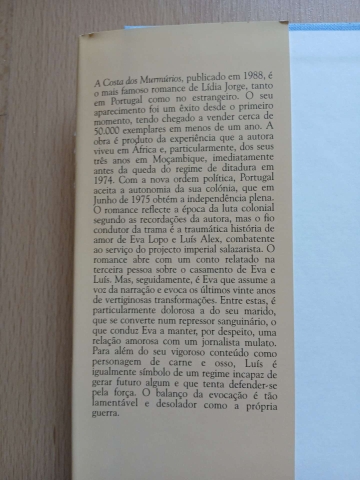 A Costa dos Murmúrios, publicado em 1988, é
o mais famoso romance de Lídia Jorge, tanto
em Portugal como no estrangeiro. O seu
aparecimento foi um êxito desde o primeiro
momento, tendo chegado a vender cerca de
50.000 exemplares em menos de um ano. A
obra é produto da experiência que a autora
viveu em África e, particularmente, dos seus
três anos em Moçambique, imediatamente
antes da queda do regime de ditadura em
1974. Com a nova ordem política, Portugal
aceita a autonomia da sua colónia, que em
Junho de 1975 obtém a independência plena.
O romance reflecte a época da luta colonial
segundo as recordações da autora, mas o fio
condutor da trama é a traumática história de
amor de Eva Lopo e Luís Alex, combatente
ao serviço do projecto imperial salazarista. O
romance abre com um conto relatado na
terceira pessoa sobre o casamento de Eva e
Luís. Mas, seguidamente, é Eva que assume a
voz da narração e evoca os últimos vinte anos
de vertiginosas transformações. Entre estas, é
particularmente dolorosa a do seu marido,
que se converte num repressor sanguinário, o
que conduz Eva a manter, por despeito, uma
relação amorosa com um jornalista mulato.
Para além do seu vigoroso conteúdo como
personagem de carne e osso, Luís é
igualmente símbolo de um regime incapaz de
gerar futuro algum e que tenta defender-se
pela força. O balanço da evocação é tão
lamentável e desolador como a própria
guerra.